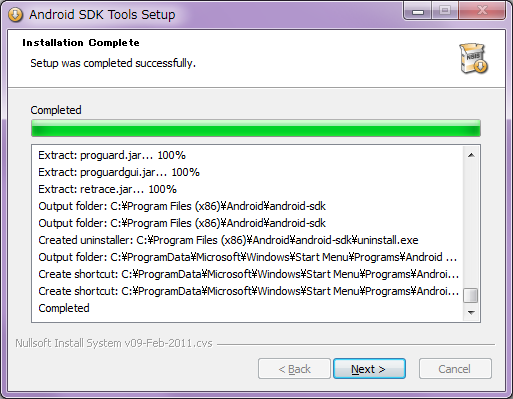 Android SDK Tools Setup
Installation Complete
Setup was completed successfully.
NSIS
Completed
Extract: proguard.jar... 100%
Extract: proguardgui.jar... 100%
Extract: retrace.jar... 100%
Output folder: C:¥Program Files (x86)¥Android¥android-sdk
Output folder: C:¥Program Files (x86)¥Android¥android-sdk
Created uninstaller: C:¥Program Files (x86)¥Android¥android-sdk¥uninstall.exe
Output folder: C:¥ProgramData¥Microsoft¥Windows¥Start Menu¥Programs¥Android ...
Create shortcut: C:¥ProgramData¥Microsoft¥Windows¥Start Menu¥Programs¥Androi...
Create shortcut: C:¥ProgramData¥Microsoft¥Windows¥Start Menu¥Programs¥Androi...
Completed
Nullsoft Install System v09-Feb-2011.cvs
< Back Next > Cancel